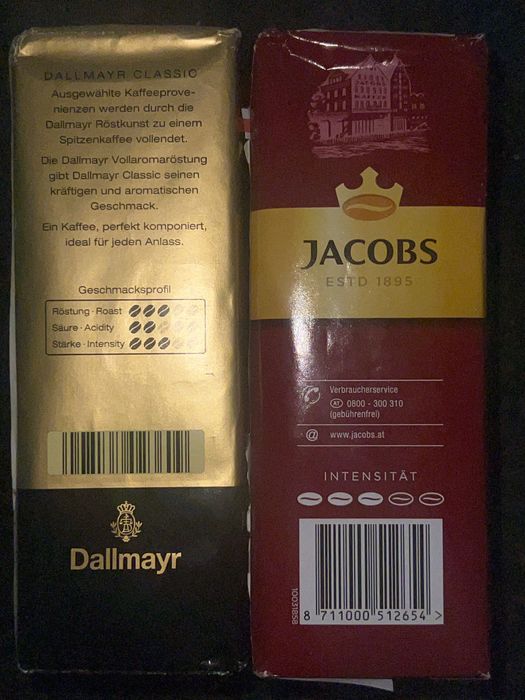 DALLMAYR CLASSIC
Ausgewählte Kaffeeprove-
nienzen werden durch die
Dallmayr Röstkunst zu einem
Spitzenkaffee vollendet.
Die Dallmayr Vollaromaröstung
gibt Dallmayr Classic seinen
kräftigen und aromatischen
Geschmack.
Ein Kaffee, perfekt komponiert,
ideal für jeden Anlass.
Geschmacksprofil
Röstung · Roast
Säure · Acidity
Stärke · Intensity
Dallmayr
JACOBS
ESTD 1895
Verbraucherservice
AT 0800 - 300 310
(gebührenfrei)
@ www.jacobs.at
INTENSITÄT
10031858
8 711000 512654 >